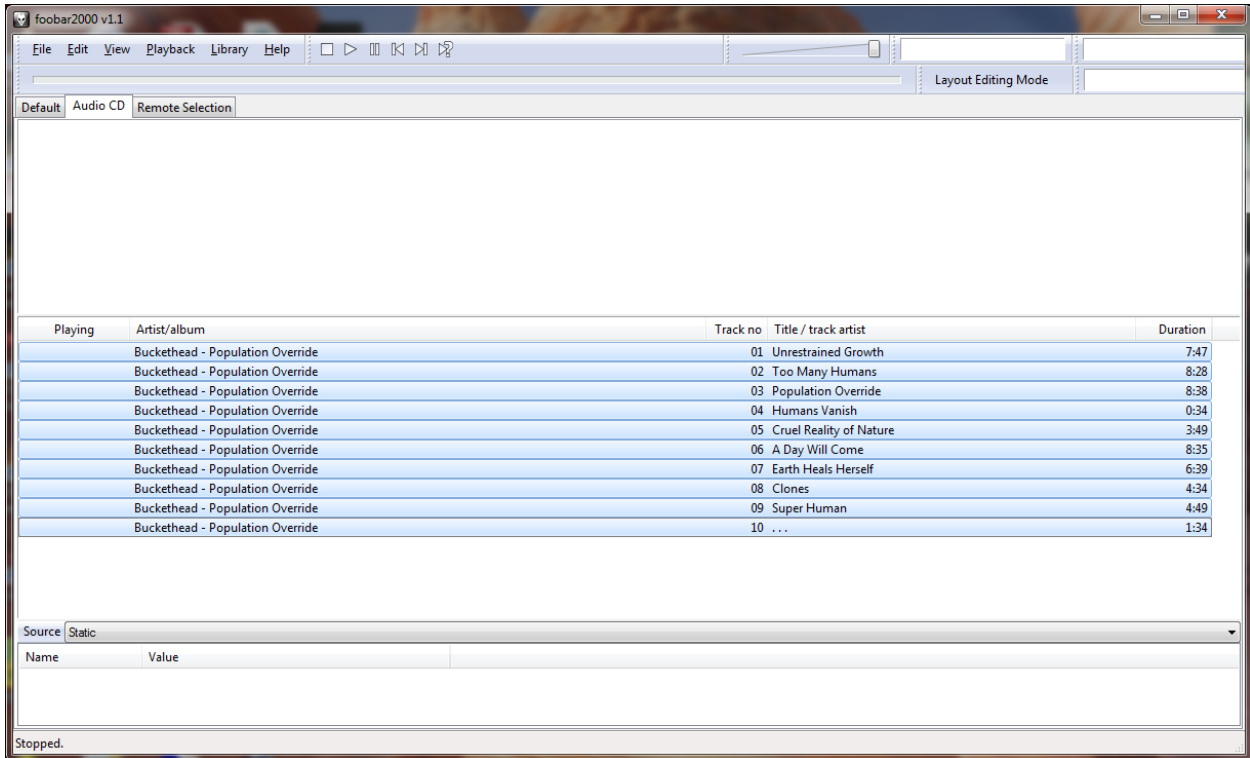 foobar2000 v1.1
File Edit View Playback Library Help
Layout Editing Mode
Default Audio CD Remote Selection
Playing Artist/album Track no Title / track artist Duration
Buckethead - Population Override 01 Unrestrained Growth 7:47
Buckethead - Population Override 02 Too Many Humans 8:28
Buckethead - Population Override 03 Population Override 8:38
Buckethead - Population Override 04 Humans Vanish 0:34
Buckethead - Population Override 05 Cruel Reality of Nature 3:49
Buckethead - Population Override 06 A Day Will Come 8:35
Buckethead - Population Override 07 Earth Heals Herself 6:39
Buckethead - Population Override 08 Clones 4:34
Buckethead - Population Override 09 Super Human 4:49
Buckethead - Population Override 10 . . . 1:34
Source Static
Name Value
Stopped.